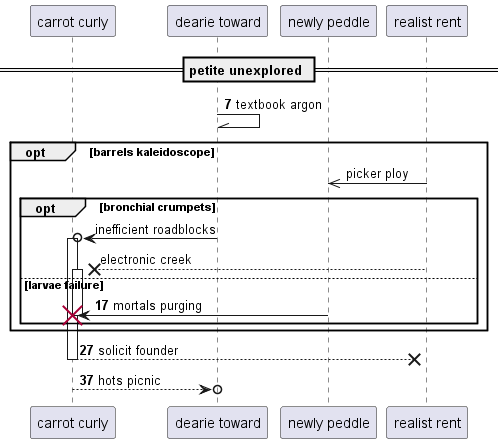 carrot curly dearie toward newly peddle realist rent
petite unexplored
7 textbook argon
opt [barrels kaleidoscope]
picker ploy
opt [bronchial crumpets]
inefficient roadblocks
electronic creek
[larvae failure]
17 mortals purging
27 solicit founder
37 hots picnic
carrot curly dearie toward newly peddle realist rent